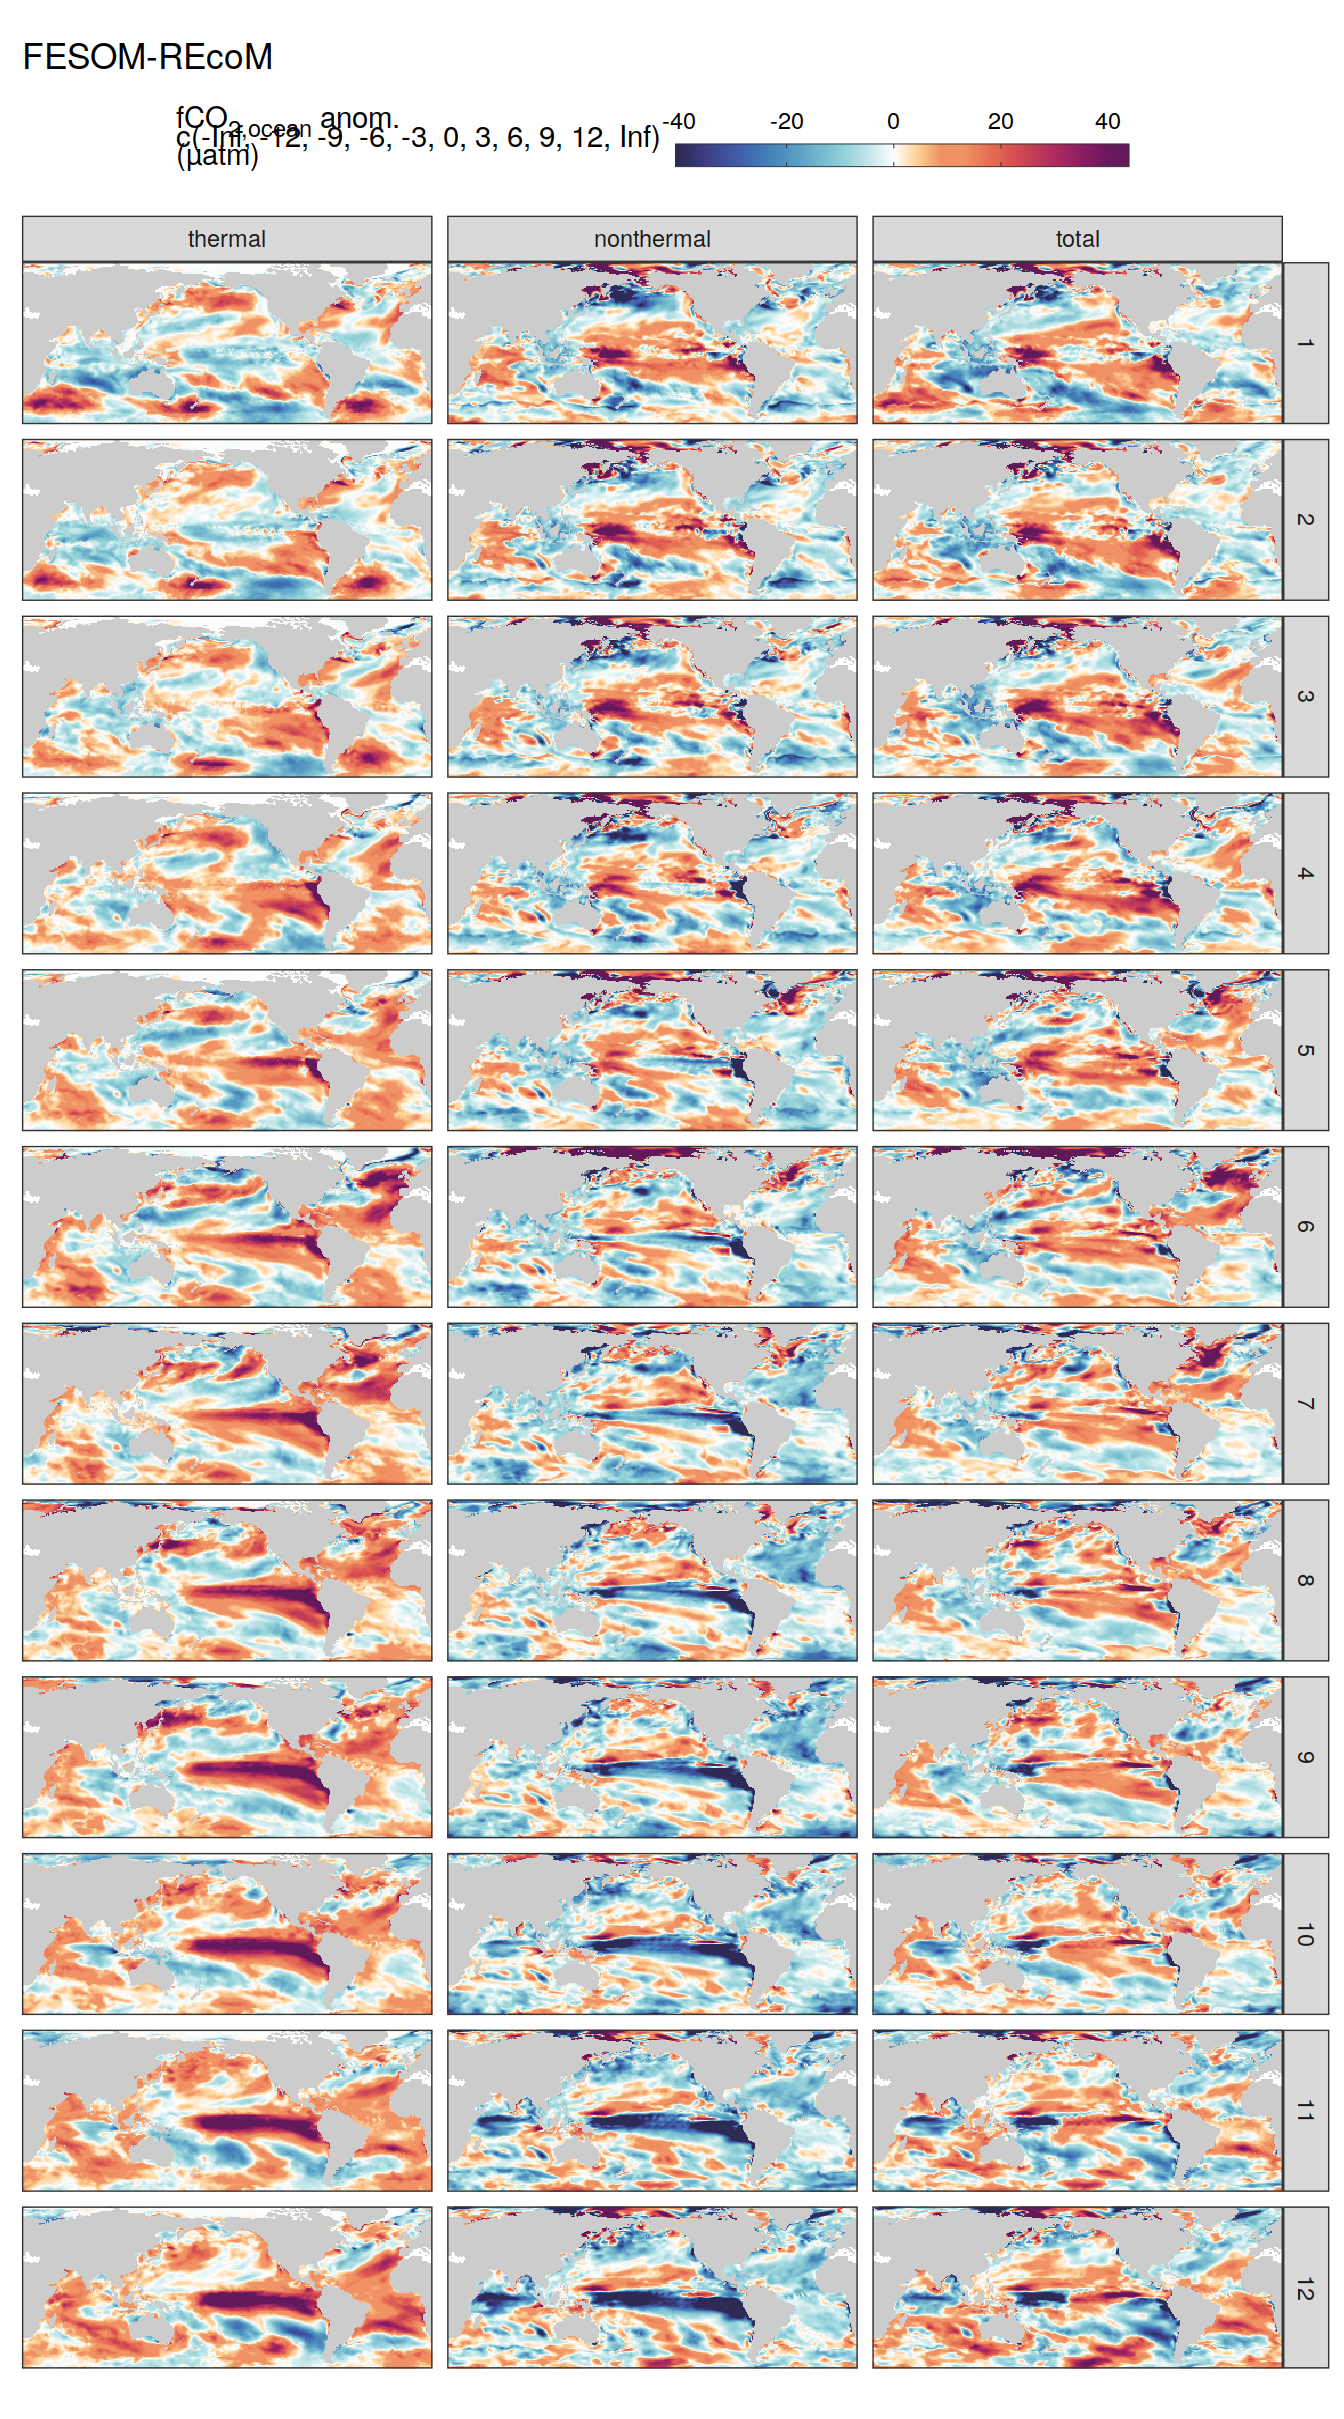 FESOM-REcoM
fCO2,ocean anom.
c(-Inf, -12, -9, -6, -3, 0, 3, 6, 9, 12, Inf)
(µatm)
-40 -20 0 20 40
thermal nonthermal total
1
2
3
4
5
6
7
8
9
10
11
12